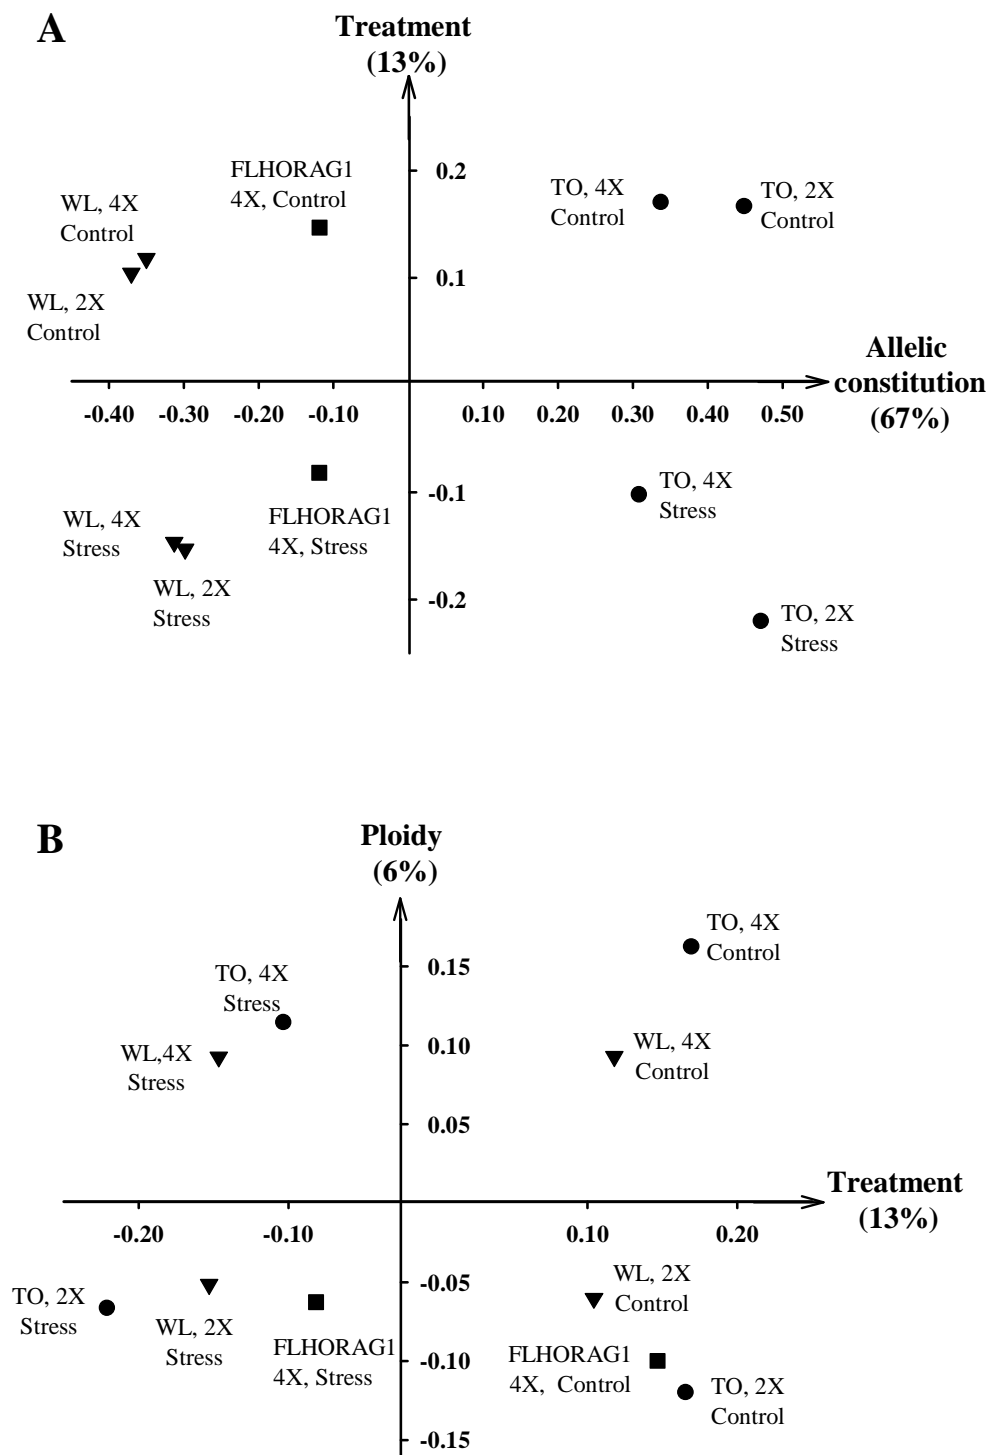 A
Treatment
(13%)
FLHORAG1
4X, Control
0.2
TO, 4X
Control
TO, 2X
Control
WL, 4X
Control
0.1
WL, 2X
Control
Allelic
constitution
(67%)
-0.40 -0.30 -0.20 -0.10 0.10 0.20 0.30 0.40 0.50
TO, 4X
Stress
-0.1
WL, 4X
Stress
FLHORAG1
4X, Stress
WL, 2X
Stress
-0.2
TO, 2X
Stress
B
Ploidy
(6%)
TO, 4X
Control
0.15
TO, 4X
Stress
WL,4X
Stress
0.10
WL, 4X
Control
0.05
Treatment
(13%)
-0.20 -0.10 0.10 0.20
-0.05
WL, 2X
Control
TO, 2X
Stress
WL, 2X
Stress
FLHORAG1
4X, Stress
-0.10
FLHORAG1
4X, Control
TO, 2X
Control
-0.15